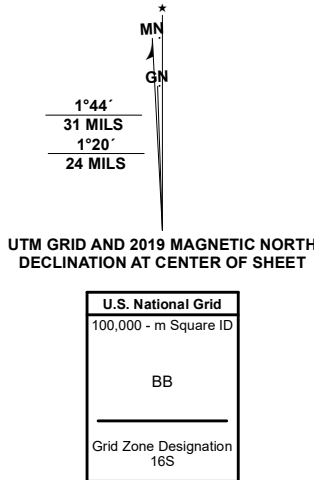 ★
MN
GN
1°44´
31 MILS
1°20´
24 MILS
UTM GRID AND 2019 MAGNETIC NORTH
DECLINATION AT CENTER OF SHEET
U.S. National Grid
100,000 - m Square ID
BB
Grid Zone Designation
16S